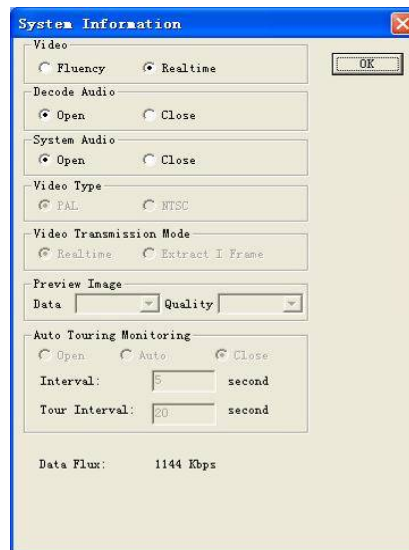 System Information
Video
Fluency Realtime
OK
Decode Audio
Open Close
System Audio
Open Close
Video Type
PAL NTSC
Video Transmission Mode
Realtime Extract I Frame
Preview Image
Data Quality
Auto Touring Monitoring
Open Auto Close
Interval: 5 second
Tour Interval: 20 second
Data Flux: 1144 Kbps